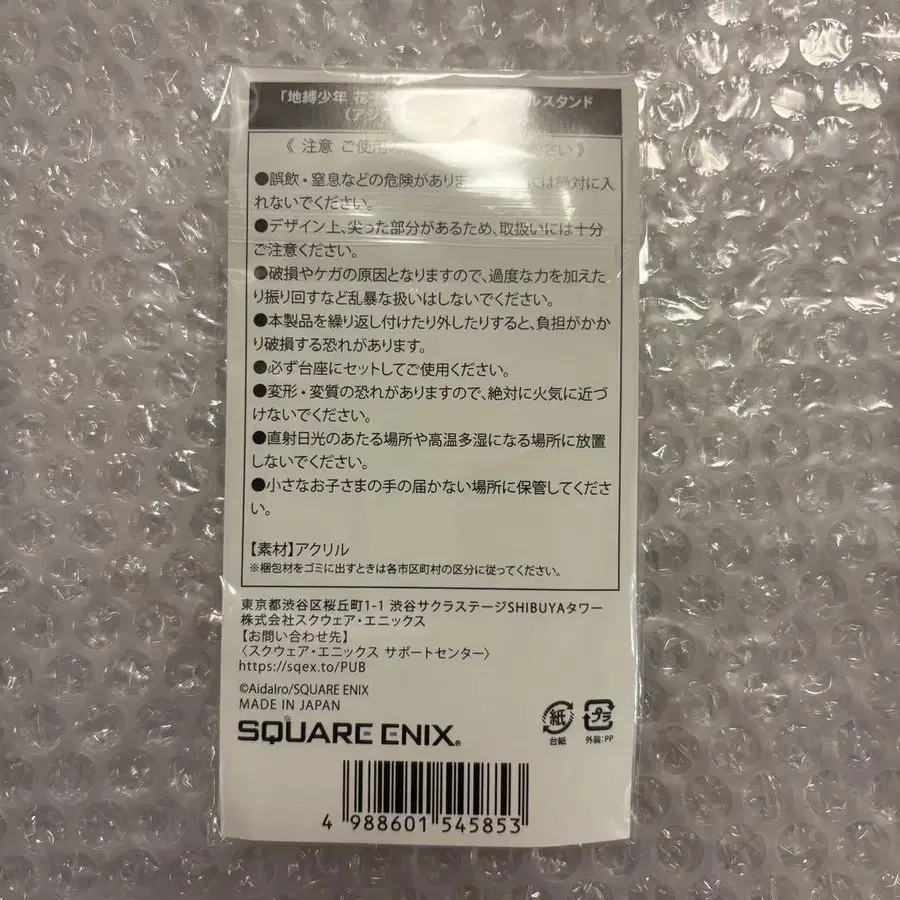 「地縛少年 花子 ルスタンド
《 注意 ご使用の さい 》
●誤飲・窒息などの危険がありま には絶対に入
れないでください。
●デザイン上、尖った部分があるため、取扱いには十分
ご注意ください。
●破損やケガの原因となりますので、過度な力を加えた
り振り回すなど乱暴な扱いはしないでください。
●本製品を繰り返し付けたり外したりすると、負担がかか
り破損する恐れがあります。
●必ず台座にセットしてご使用ください。
●変形・変質の恐れがありますので、絶対に火気に近づ
けないでください。
●直射日光のあたる場所や高温多湿になる場所に放置
しないでください。
●小さなお子さまの手の届かない場所に保管してくださ
い。
【素材】アクリル
※梱包材をゴミに出すときは各市区町村の区分に従ってください。
東京都渋谷区桜丘町1-1 渋谷サクラステージSHIBUYAタワー
株式会社スクウェア・エニックス
【お問い合わせ先】
〈スクウェア・エニックス サポートセンター〉
https://sqex.to/PUB
©AidaIro/SQUARE ENIX
MADE IN JAPAN
SQUARE ENIX®
紙 プラ
台紙 外装:PP
4 988601 545853